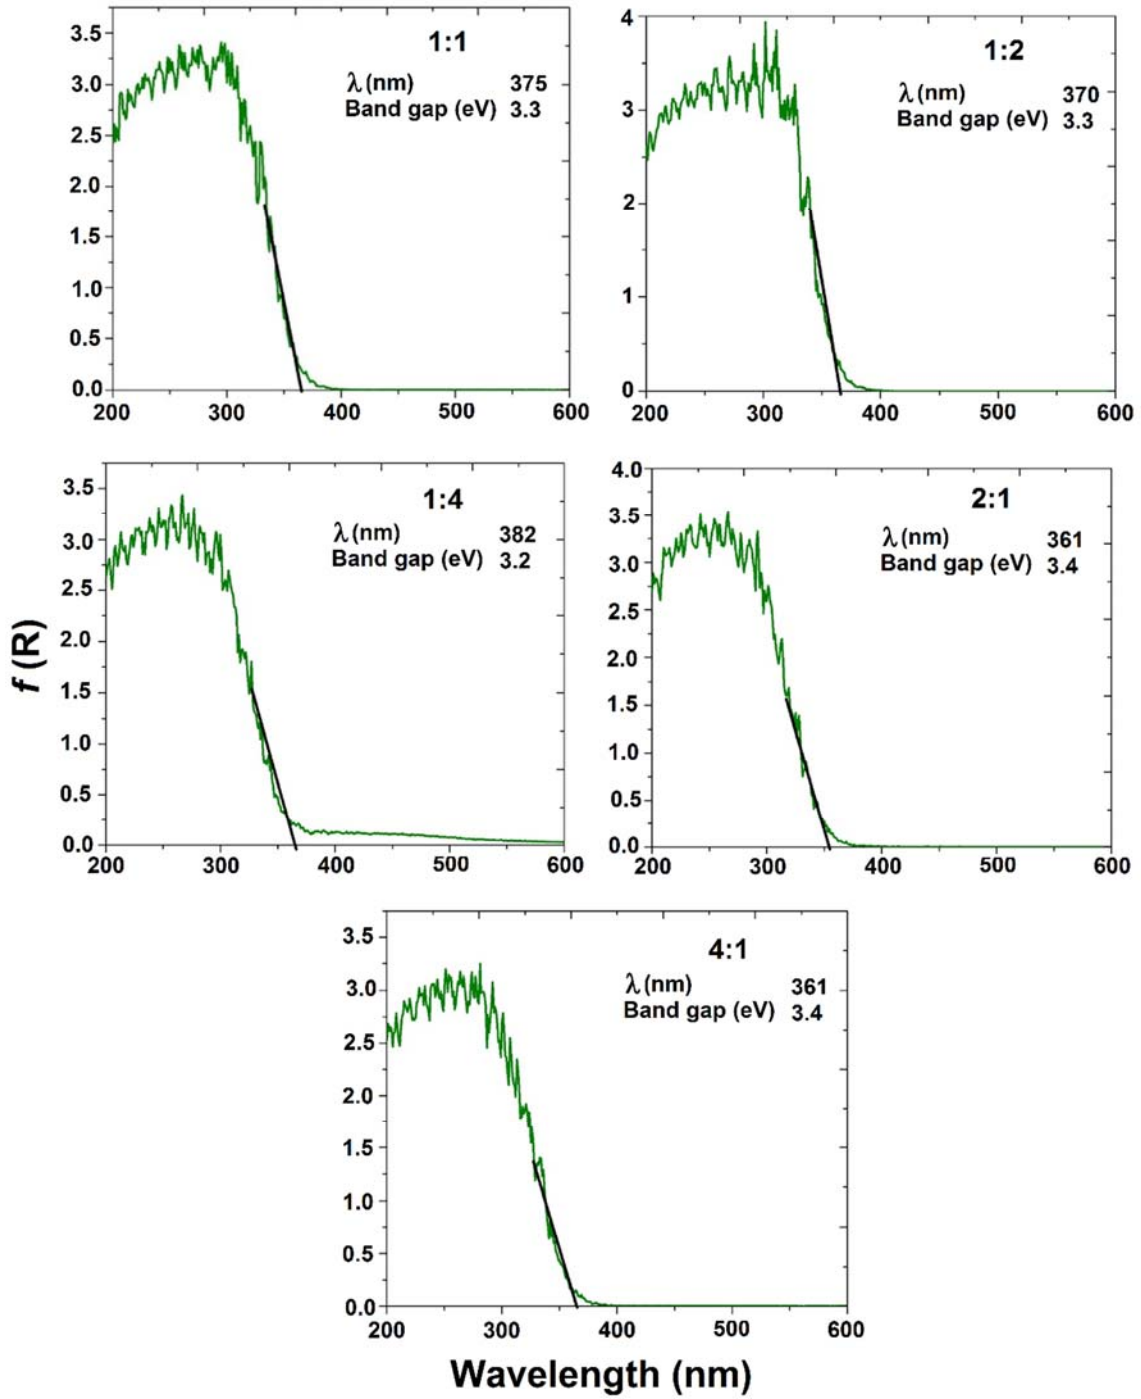 1:1
λ (nm) 375
Band gap (eV) 3.3
3.5
3.0
2.5
2.0
1.5
1.0
0.5
0.0
200 300 400 500 600
1:2
λ (nm) 370
Band gap (eV) 3.3
4
3
2
1
0
200 300 400 500 600
f (R)
1:4
λ (nm) 382
Band gap (eV) 3.2
3.5
3.0
2.5
2.0
1.5
1.0
0.5
0.0
200 300 400 500 600
2:1
λ (nm) 361
Band gap (eV) 3.4
4.0
3.5
3.0
2.5
2.0
1.5
1.0
0.5
0.0
200 300 400 500 600
4:1
λ (nm) 361
Band gap (eV) 3.4
3.5
3.0
2.5
2.0
1.5
1.0
0.5
0.0
200 300 400 500 600
Wavelength (nm)